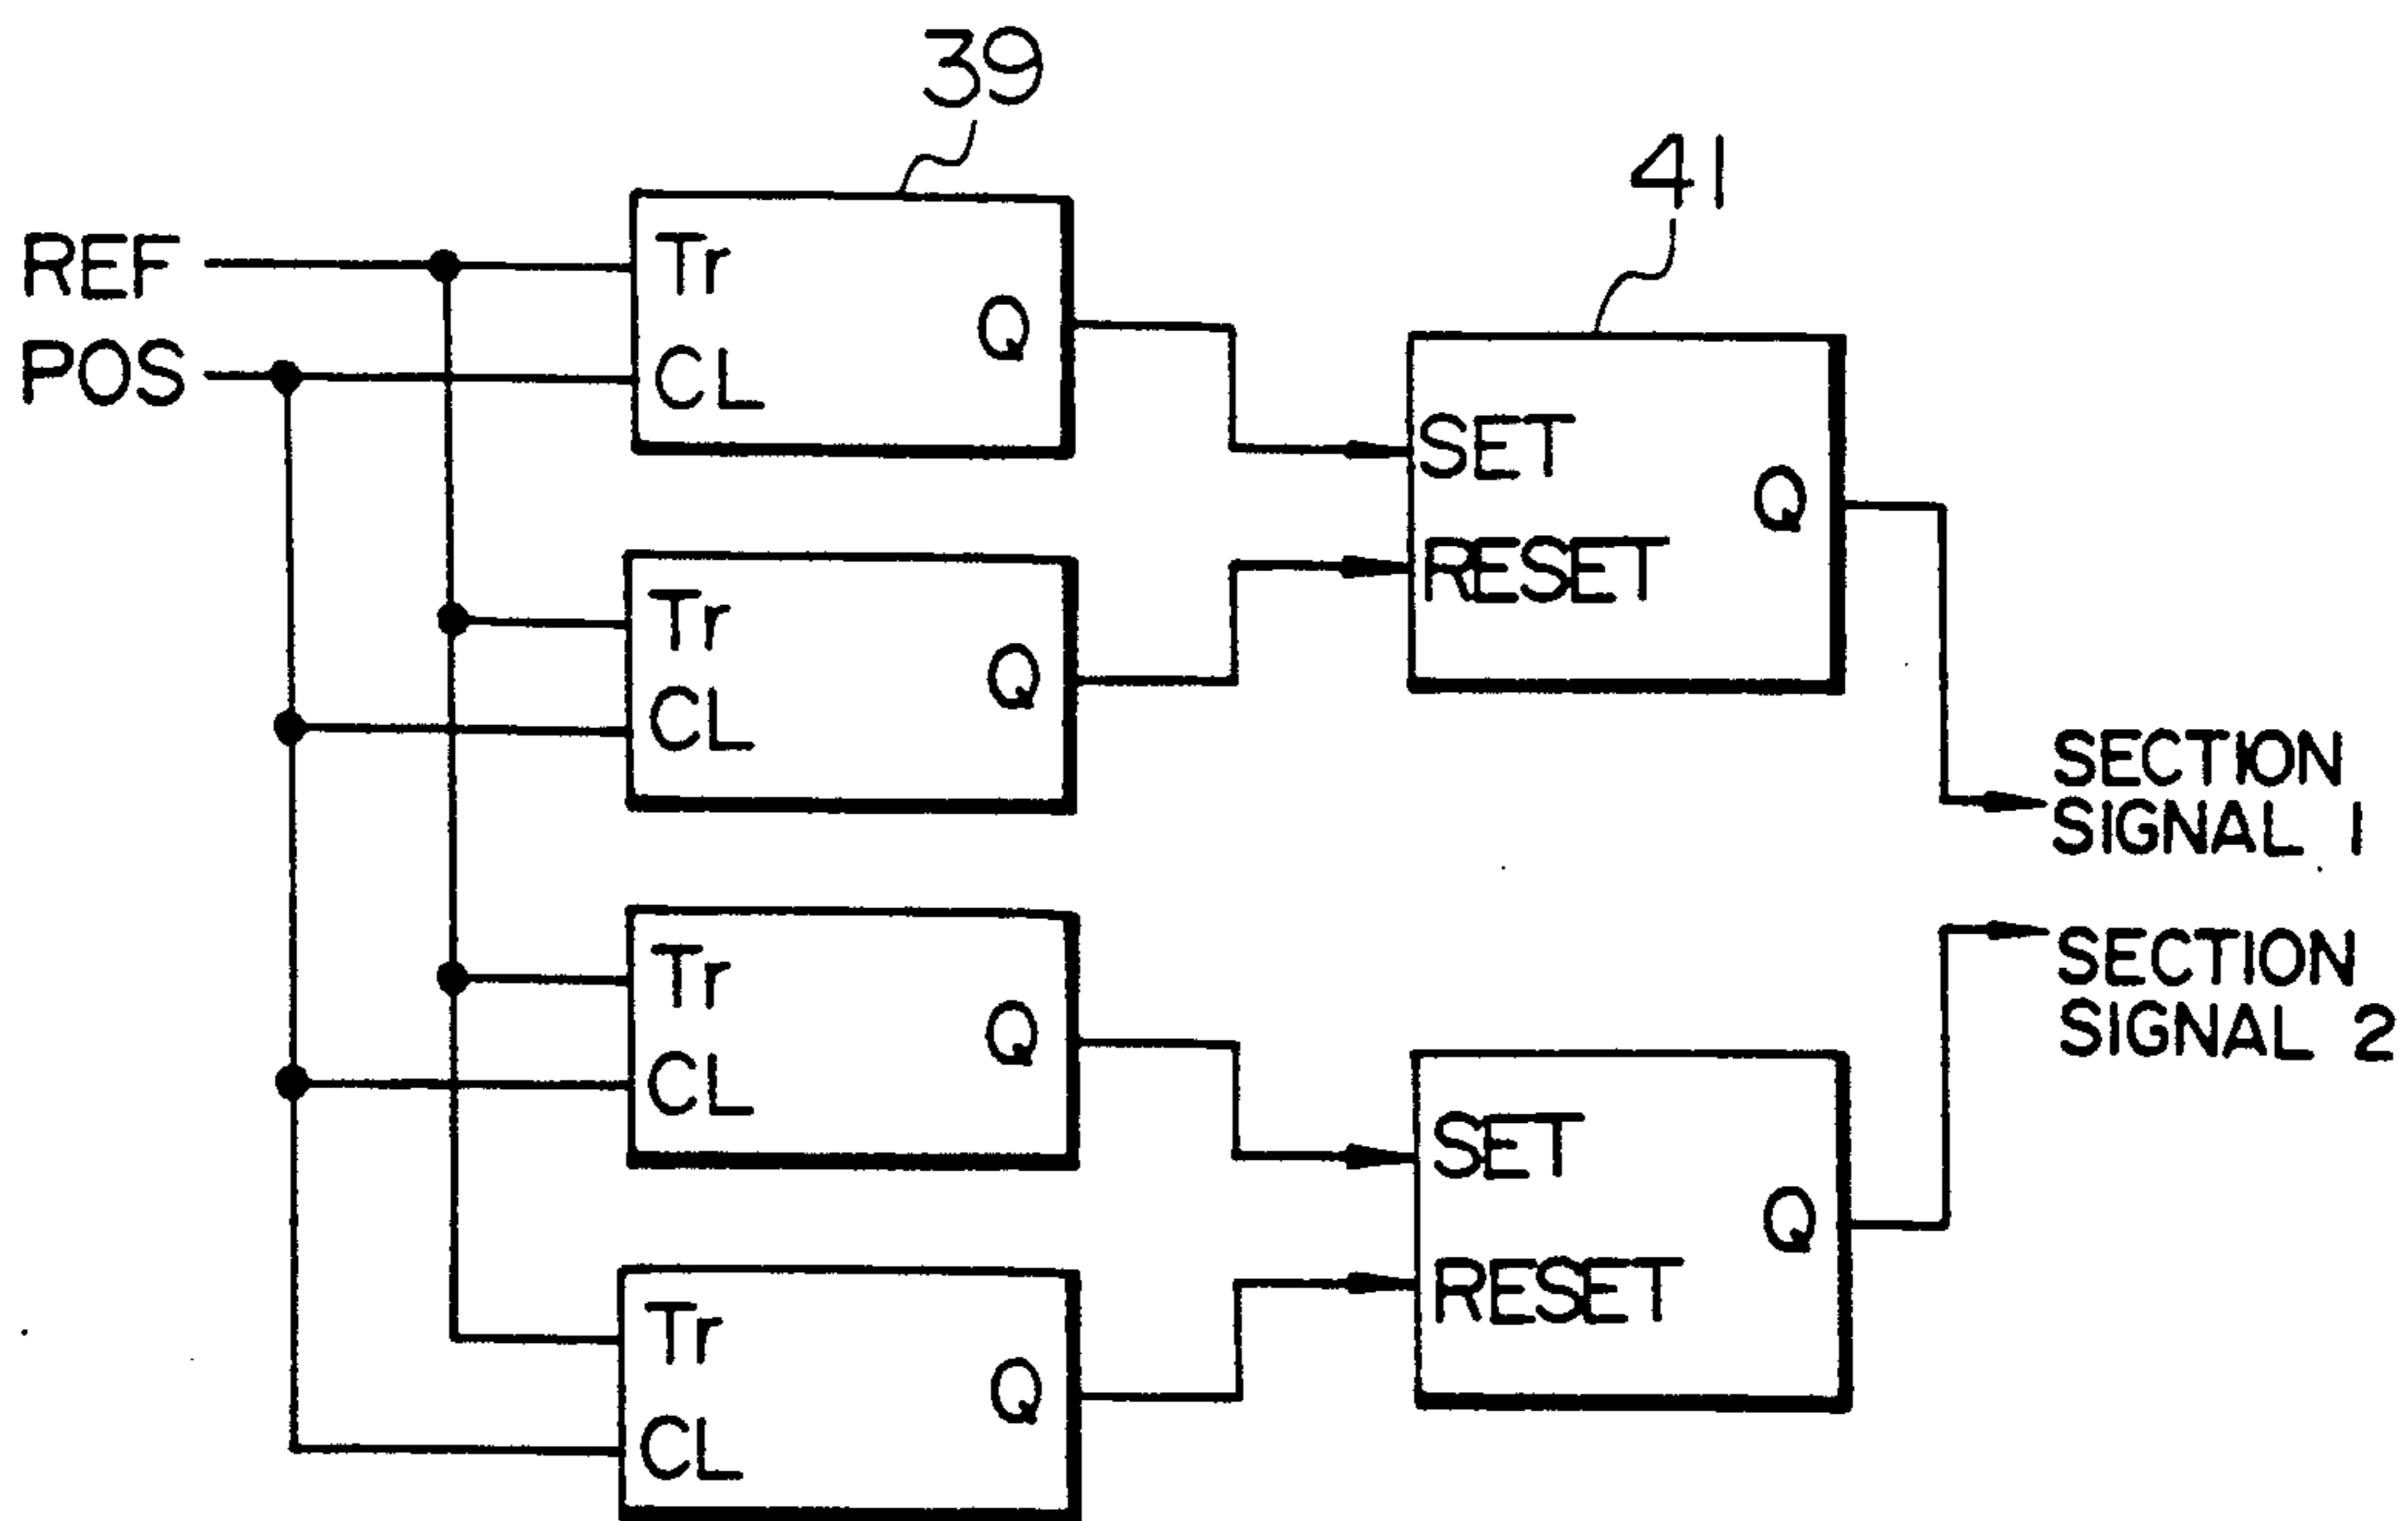 39
41
REF
POS
Tr
CL
Q
SET
RESET
Q
Tr
CL
Q
SECTION
SIGNAL 1
Tr
CL
Q
SECTION
SIGNAL 2
SET
RESET
Q
Tr
CL
Q